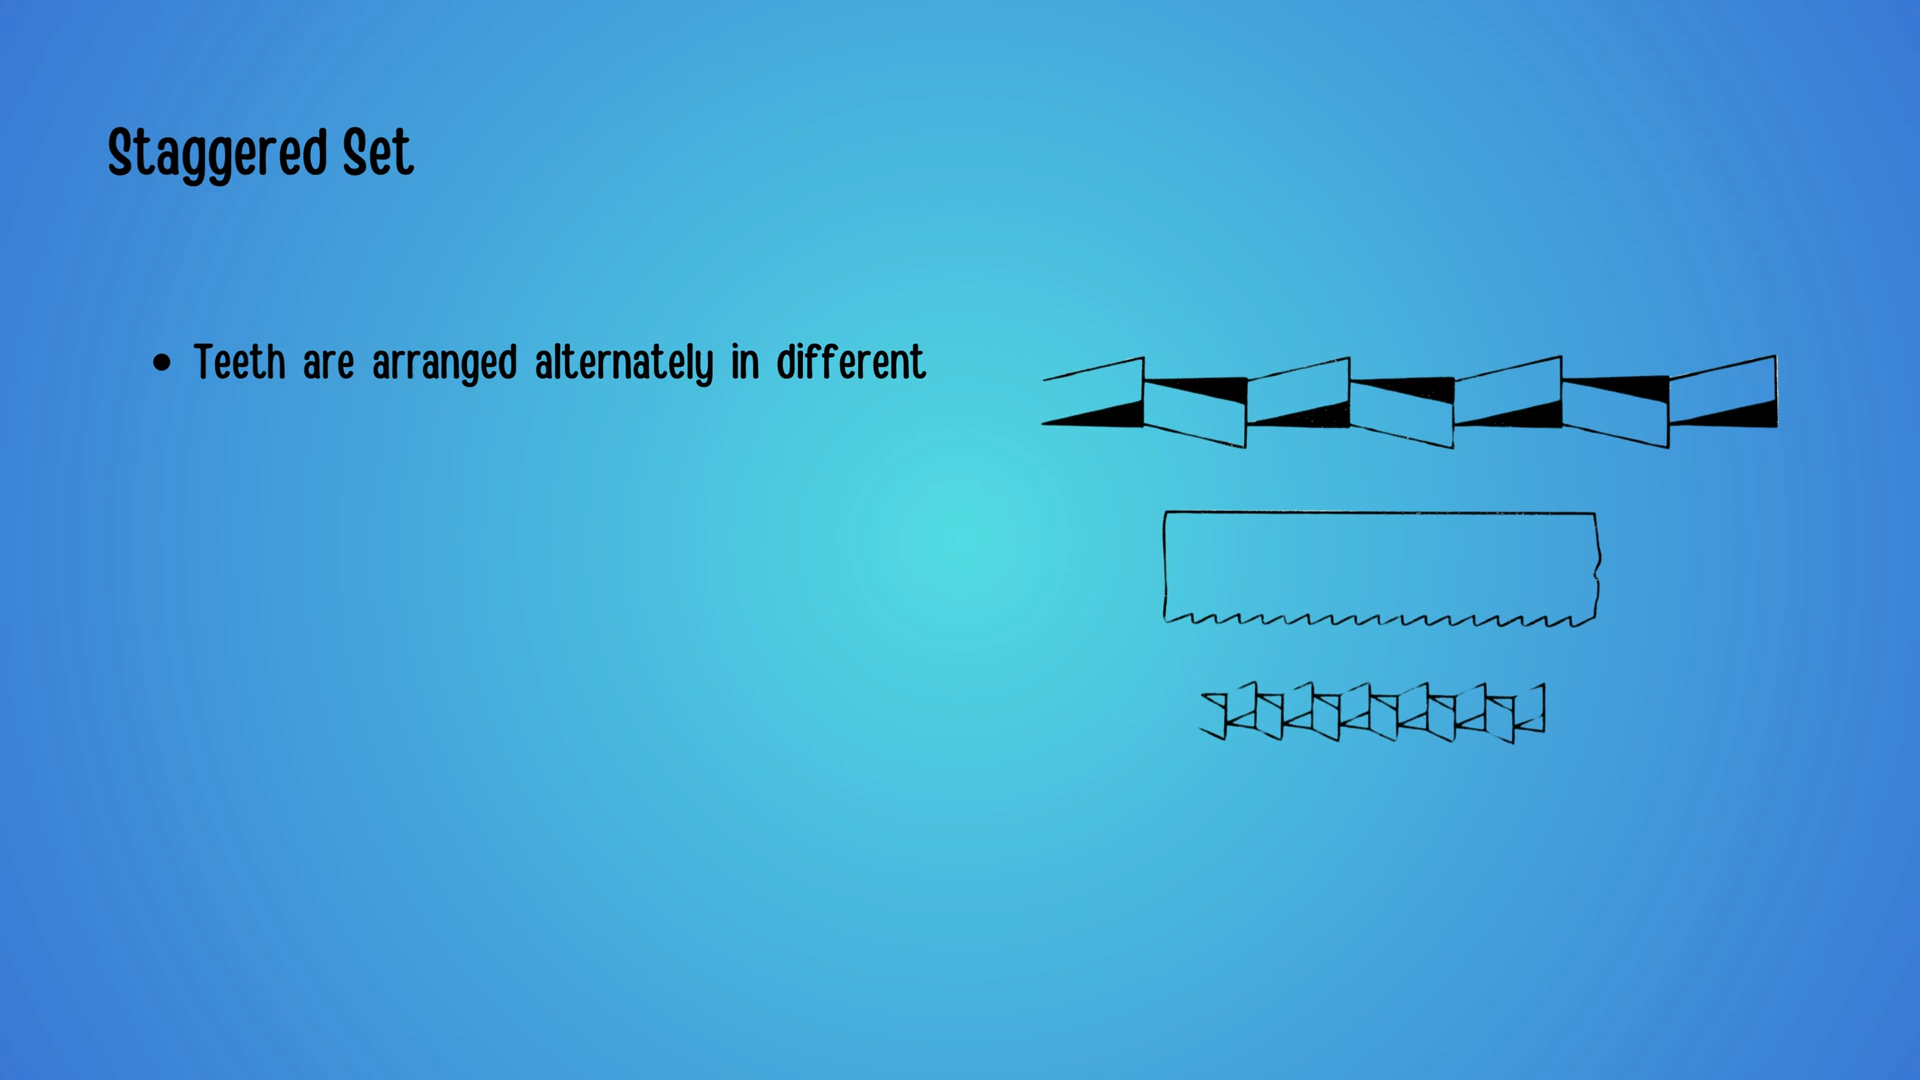 Staggered Set
• Teeth are arranged alternately in different